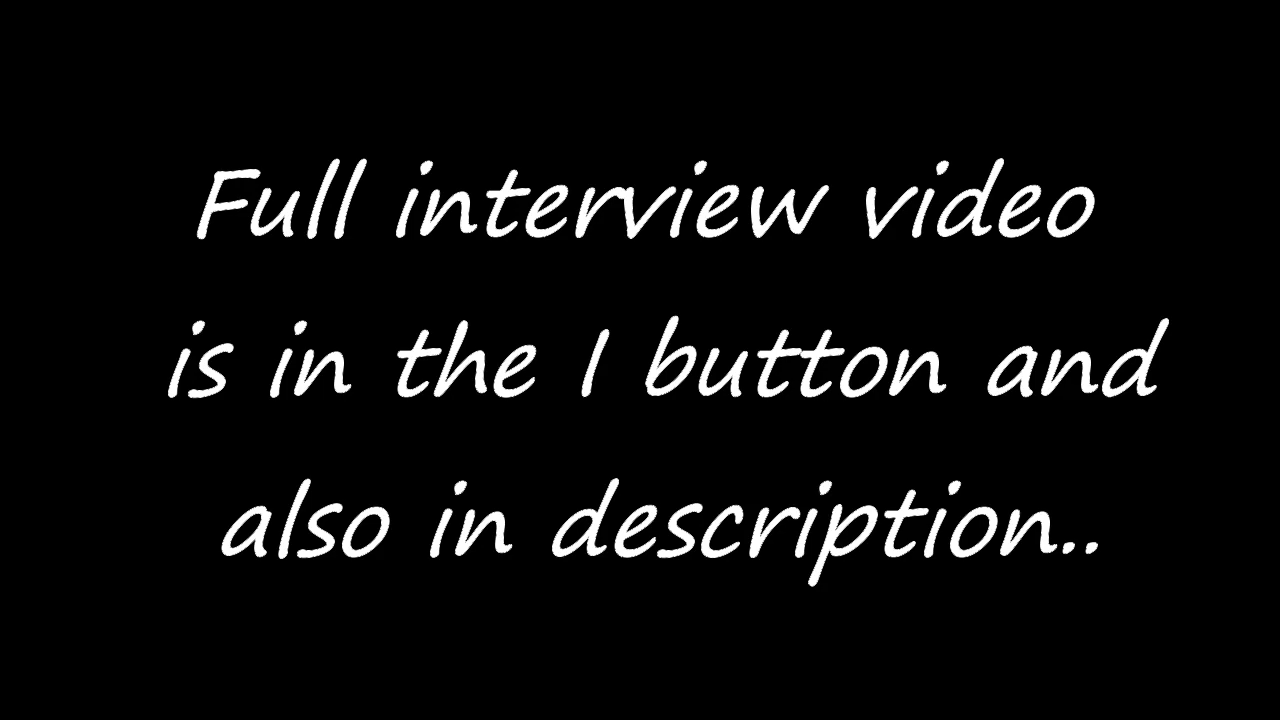 Full interview video
is in the I button and
also in description..